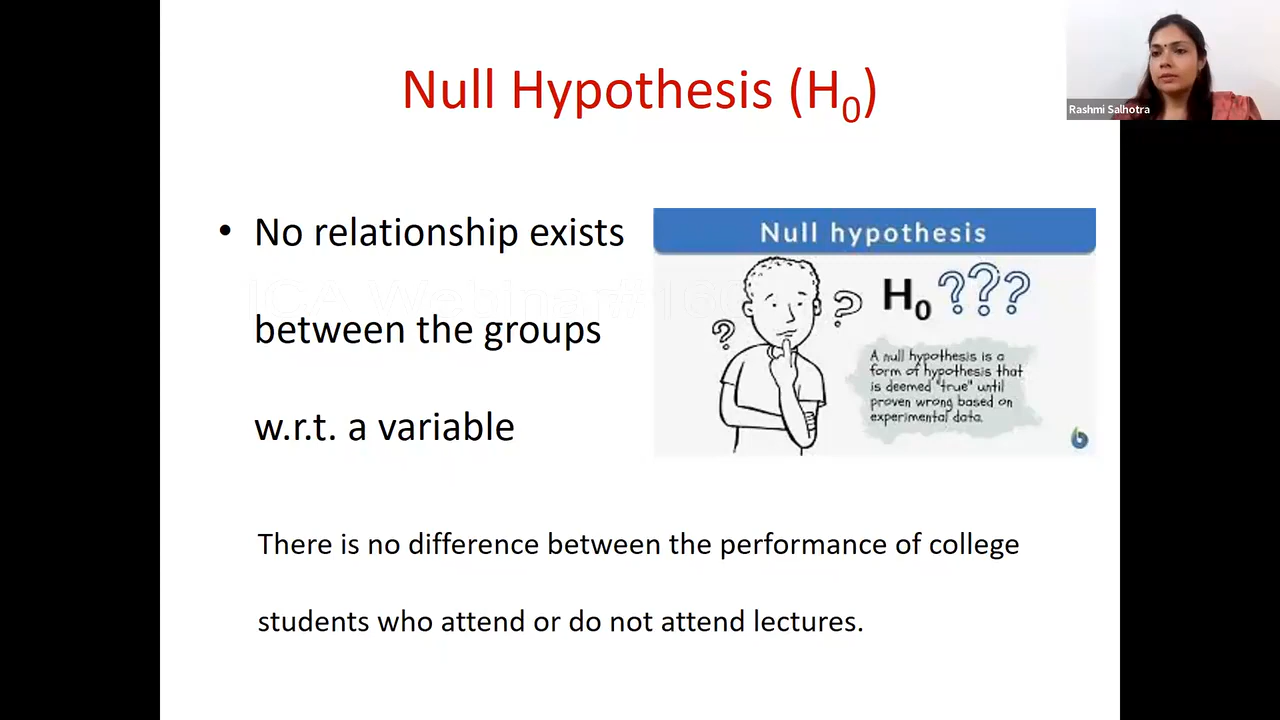 Null Hypothesis (H0)
Rashmi Salhotra
• No relationship exists
between the groups
w.r.t. a variable
Null hypothesis
H0 ???
? ?
A null hypothesis is a
form of hypothesis that
is deemed "true" until
proven wrong based on
experimental data.
There is no difference between the performance of college
students who attend or do not attend lectures.